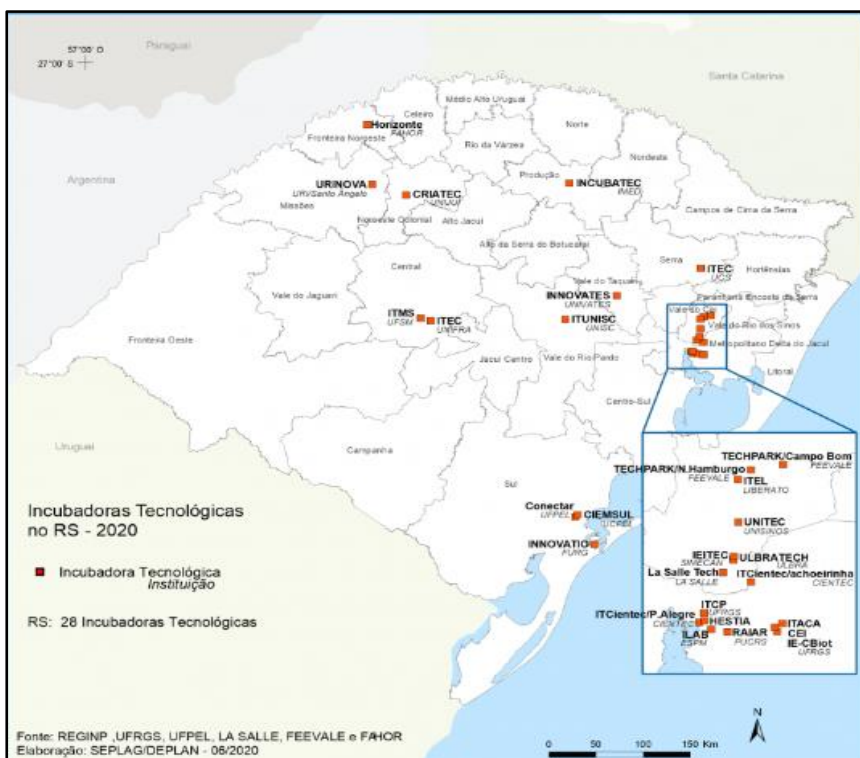 Paraguai
57°00' O
27°00' S
Santa Catarina
Argentina
Uruguai
Médio Alto Uruguai
Celeiro
Norte
Horizonte
FAHOR
Fronteira Noroeste
Rio da Várzea
Nordeste
URINOVA
URI/Santo Angelo
Missões
CRIATEC
UNIJUI
Produção
INCUBATEC
IMED
Noroeste Colonial
Alto Jacuí
Campos de Cima da Serra
Alto da Serra do Botucaraí
Central
Serra
ITEC
UCS
Hortênsias
Vale do Jaguari
Vale do Taquari
INNOVATES
UNIVATES
Paranhana Encosta da Serra
ITMS
UFSM
ITEC
UNIFRA
ITUNISC
UNISC
Vale do Caí
Vale do Rio dos Sinos
Fronteira Oeste
Metropolitano Delta do Jacuí
Jacuí Centro
Vale do Rio Pardo
Litoral
Centro-Sul
Campanha
Sul
TECHPARK/Campo Bom
FEEVALE
TECHPARK/N.Hamburgo
FEEVALE
ITEL
LIBERATO
UNITEC
UNISINOS
IEITEC
SIMECAN
ULBRATECH
ULBRA
La Salle Tech
LA SALLE
ITCientec/achoeirinha
CIENTEC
ITCP
UFRGS
ITCientec/P.Alegre
CIENTEC
HESTIA
ITACA
ILAB
ESPM
RAIAR
PUCRS
CEI
IE-CBiot
UFRGS
Conectar
UFPEL
CIEMSUL
UCPEL
INNOVATIO
FURG
Incubadoras Tecnológicas
no RS - 2020
Incubadora Tecnológica
Instituição
RS: 28 Incubadoras Tecnológicas
Fonte: REGINP ,UFRGS, UFPEL, LA SALLE, FEEVALE e FAHOR
Elaboração: SEPLAG/DEPLAN - 06/2020
N
0 50 100 150 Km